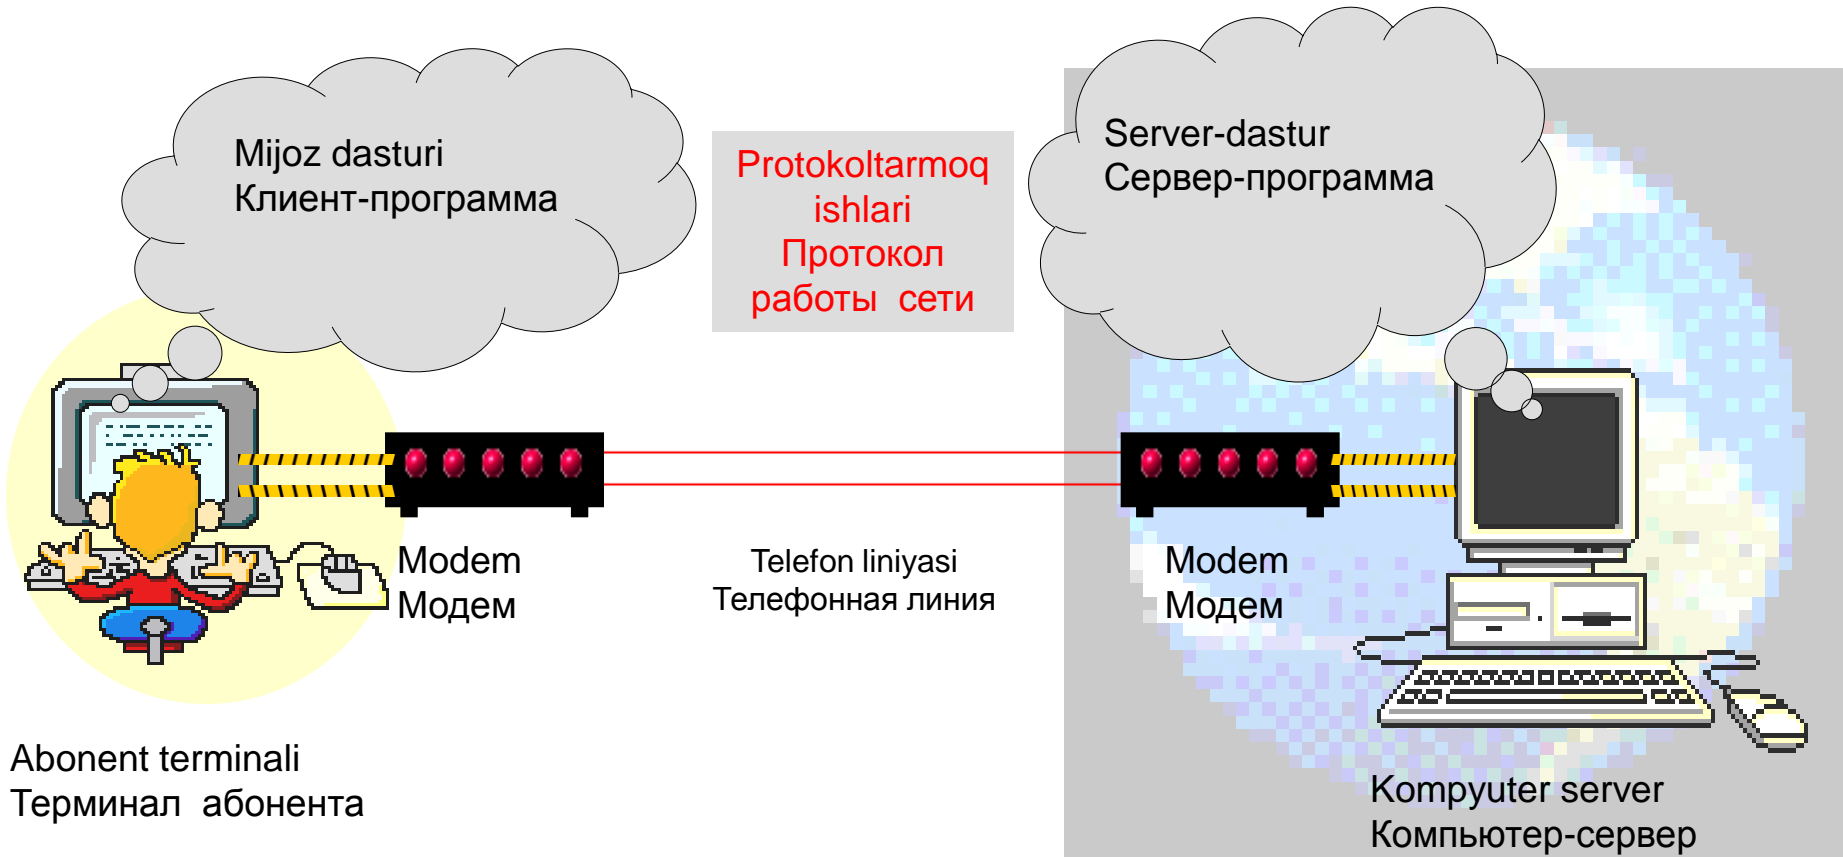 Mijoz dasturi
Клиент-программа
Protokoltarmoq
ishlari
Протокол
работы сети
Server-dastur
Сервер-программа
Modem
Модем
Telefon liniyasi
Телефонная линия
Modem
Модем
Abonent terminali
Терминал абонента
Kompyuter server
Компьютер-сервер